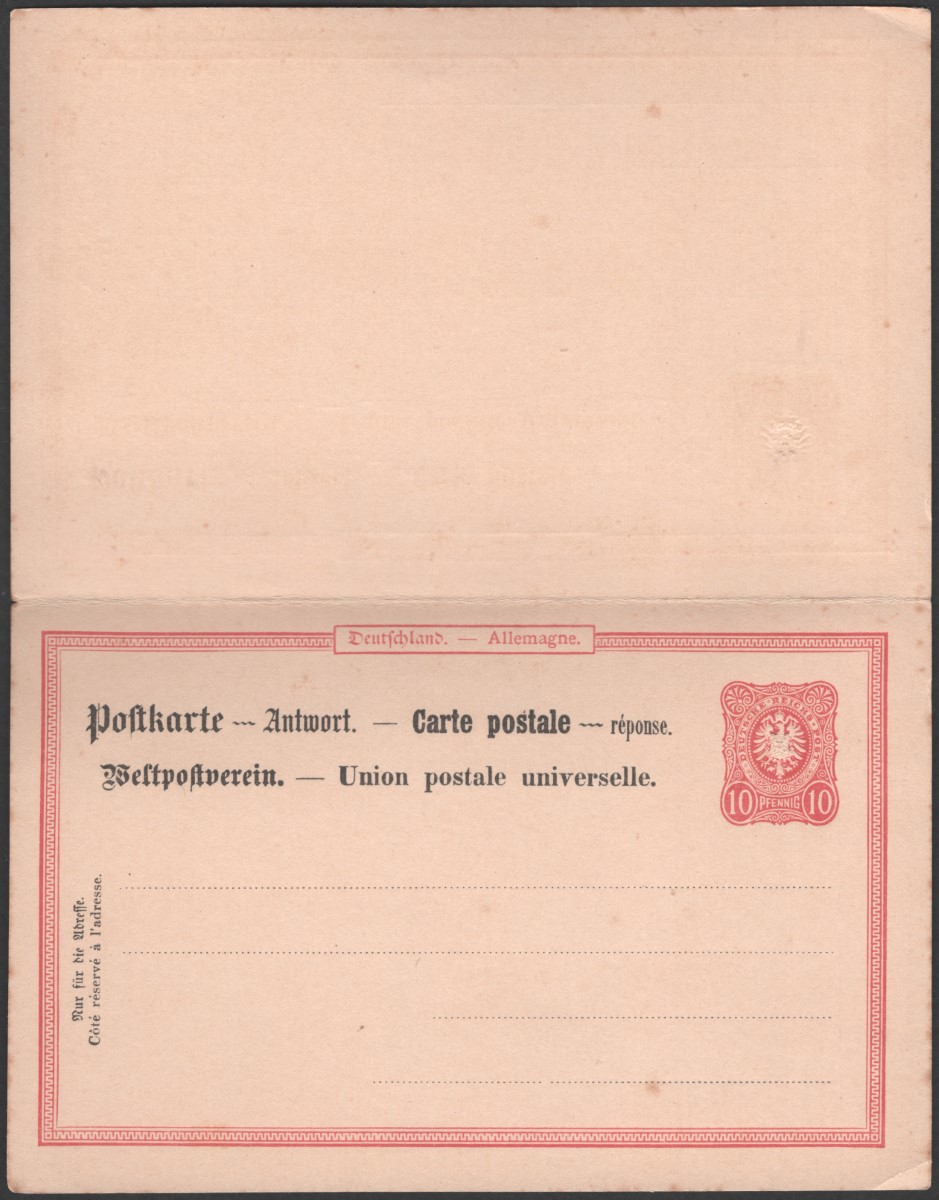 Deutschland. — Allemagne.
Postkarte — Antwort. — Carte postale — réponse.
Weltpostverein. — Union postale universelle.
DEUTSCHE·REICHS·POST
10 PFENNIG 10
Nur für die Adresse.
Côté réservé à l'adresse.